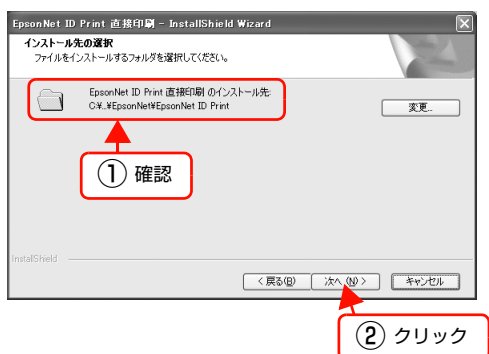 EpsonNet ID Print 直接印刷 - InstallShield Wizard
インストール先の選択
ファイルをインストールするフォルダを選択してください。
EpsonNet ID Print 直接印刷 のインストール先:
C:¥..¥EpsonNet¥EpsonNet ID Print
変更...
① 確認
InstallShield
< 戻る(B)
次へ(N) >
キャンセル
② クリック